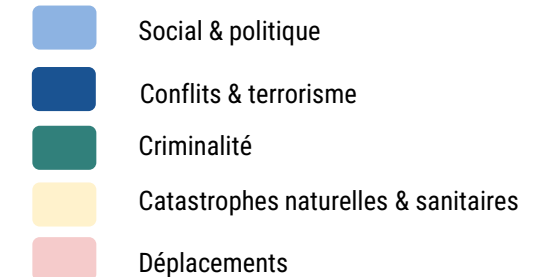 Social & politique
Conflits & terrorisme
Criminalité
Catastrophes naturelles & sanitaires
Déplacements